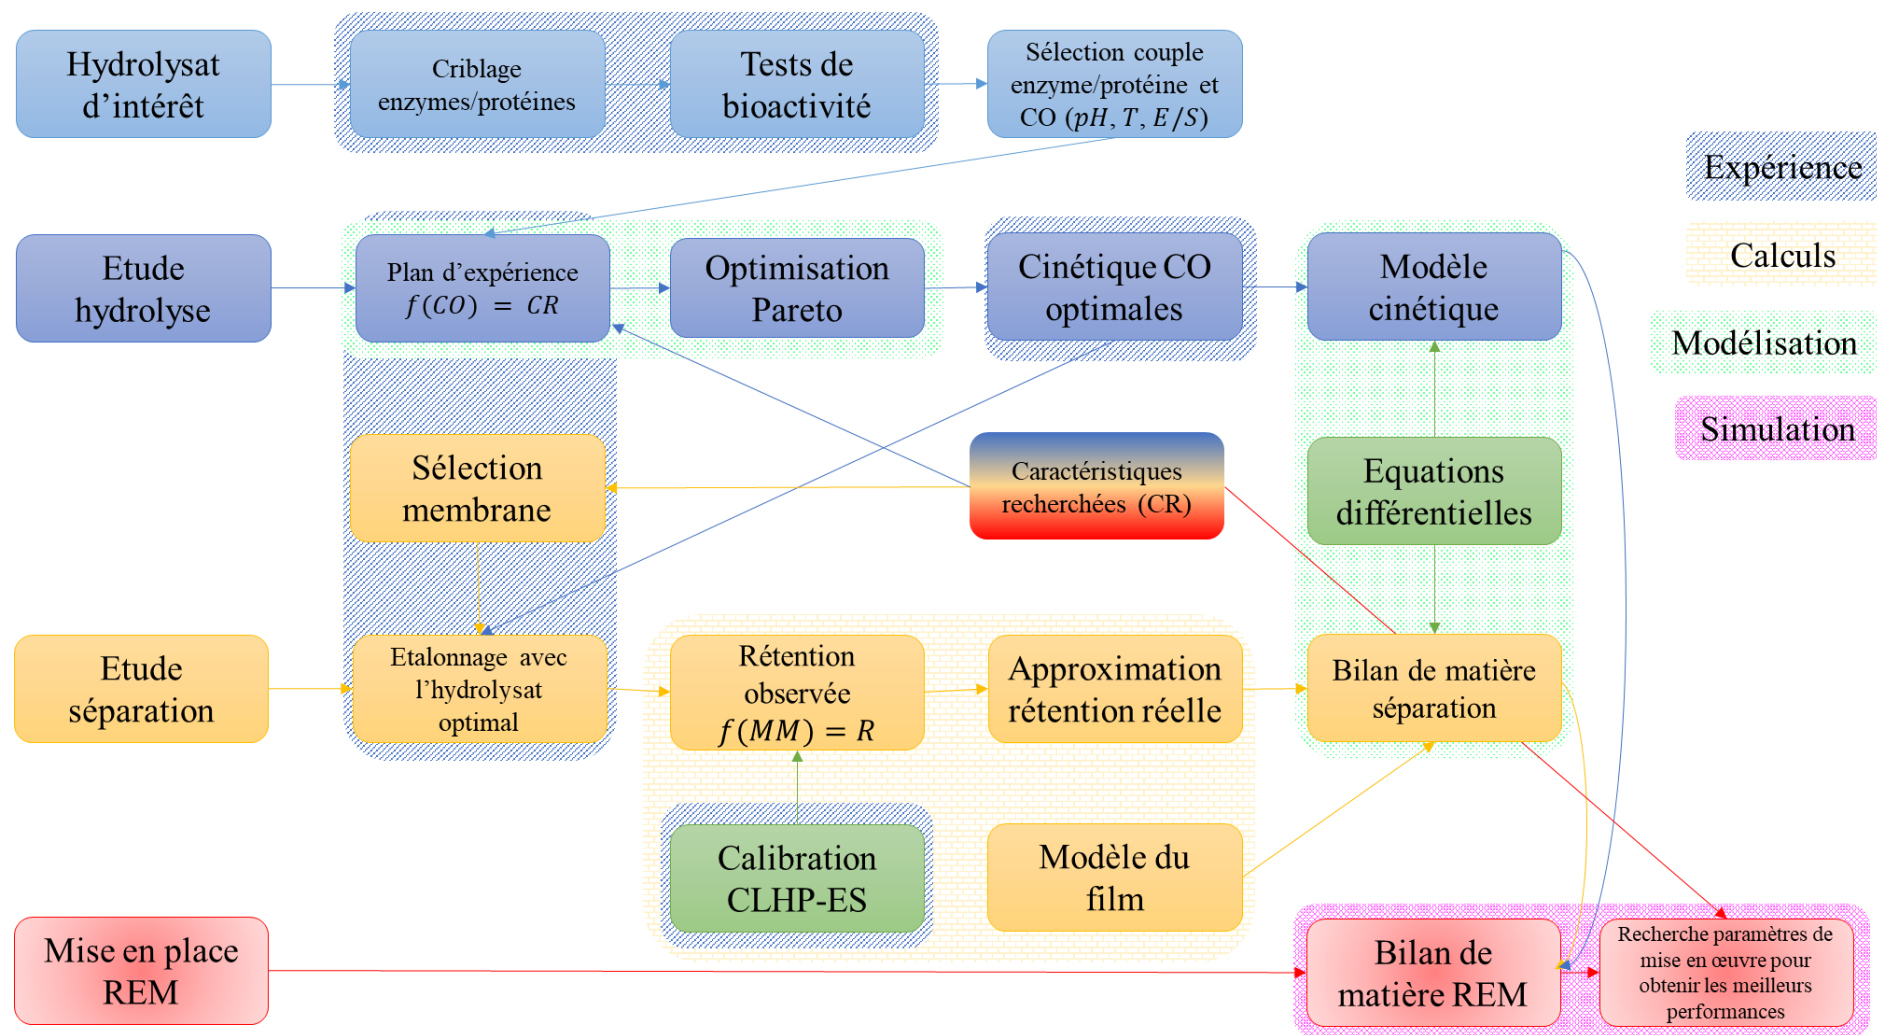 Hydrolysat
d’intérêt
Criblage
enzymes/protéines
Tests de
bioactivité
Sélection couple
enzyme/protéine et
CO (pH, T, E/S)
Expérience
Calculs
Modélisation
Simulation
Etude
hydrolyse
Plan d’expérience
f(CO) = CR
Optimisation
Pareto
Cinétique CO
optimales
Modèle
cinétique
Sélection
membrane
Caractéristiques
recherchées (CR)
Equations
différentielles
Etude
séparation
Etalonnage avec
l’hydrolysat
optimal
Rétention
observée
f(MM) = R
Approximation
rétention réelle
Bilan de matière
séparation
Calibration
CLHP-ES
Modèle du
film
Mise en place
REM
Bilan de
matière REM
Recherche paramètres de
mise en œuvre pour
obtenir les meilleurs
performances